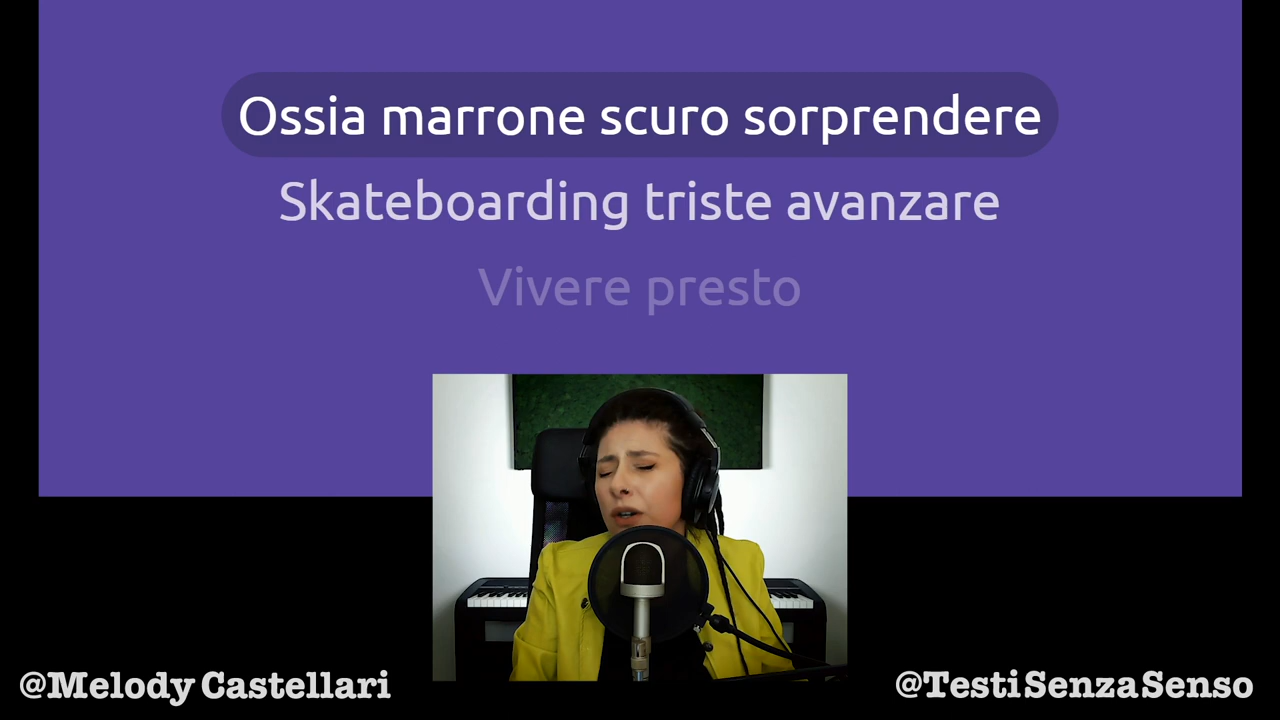 Ossia marrone scuro sorprendere
Skateboarding triste avanzare
Vivere presto
@Melody Castellari
@TestiSenzaSenso